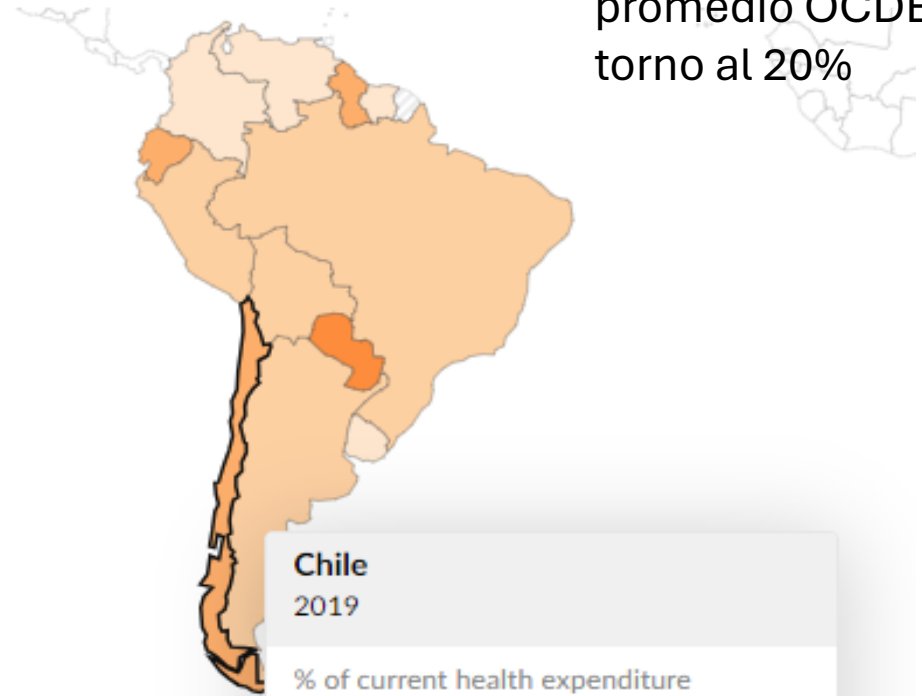 promedio OCDE
torno al 20%
Chile
2019
% of current health expenditure